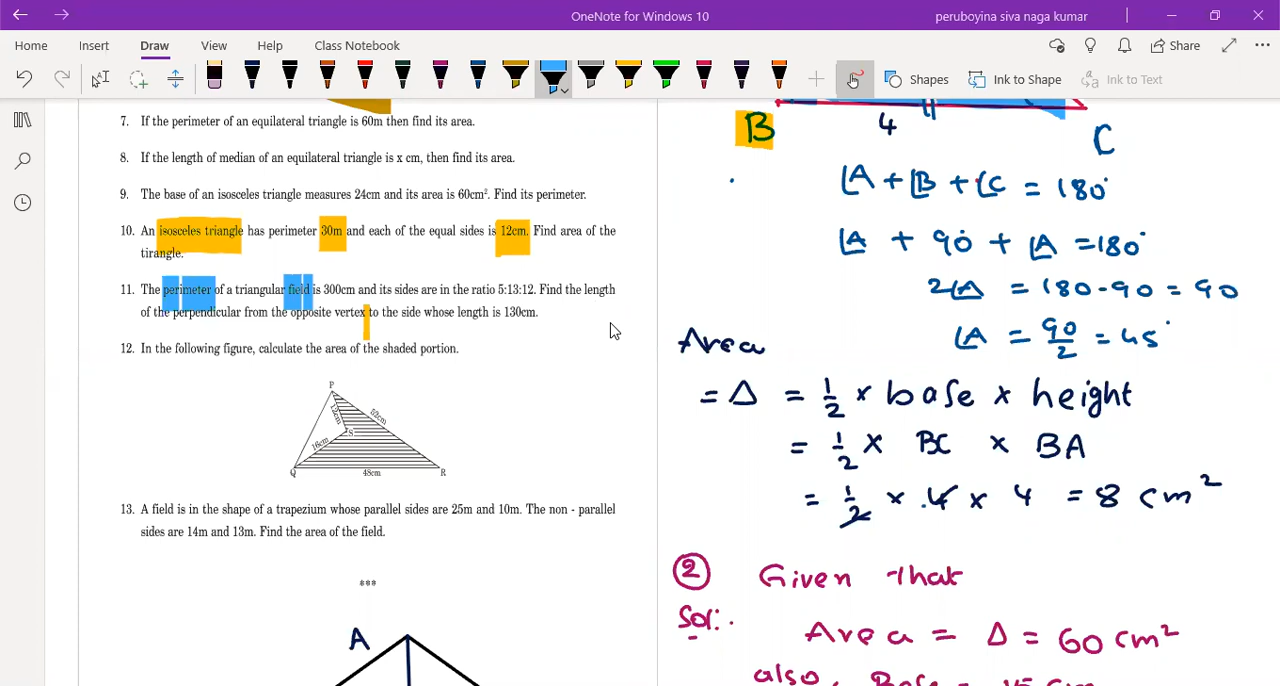 OneNote for Windows 10
peruboyina siva naga kumar
Home Insert Draw View Help Class Notebook
Share
Shapes Ink to Shape Ink to Text
7. If the perimeter of an equilateral triangle is 60m then find its area.
8. If the length of median of an equilateral triangle is x cm, then find its area.
9. The base of an isosceles triangle measures 24cm and its area is 60cm². Find its perimeter.
10. An isosceles triangle has perimeter 30m and each of the equal sides is 12cm. Find area of the
tirangle.
11. The perimeter of a triangular field is 300cm and its sides are in the ratio 5:13:12. Find the length
of the perpendicular from the opposite vertex to the side whose length is 130cm.
12. In the following figure, calculate the area of the shaded portion.
P
12cm
52cm
S
16cm
Q
48cm
R
13. A field is in the shape of a trapezium whose parallel sides are 25m and 10m. The non - parallel
sides are 14m and 13m. Find the area of the field.
***
A
B
4
C
∠A + ∠B + ∠C = 180°
∠A + 90° + ∠A = 180°
2∠A = 180 - 90 = 90
∠A = 90/2 = 45°
Area
= Δ = 1/2 × base × height
= 1/2 × BC × BA
= 1/2 × 4 × 4 = 8 cm²
② Given That
Sol:
Area = Δ = 60 cm²
also